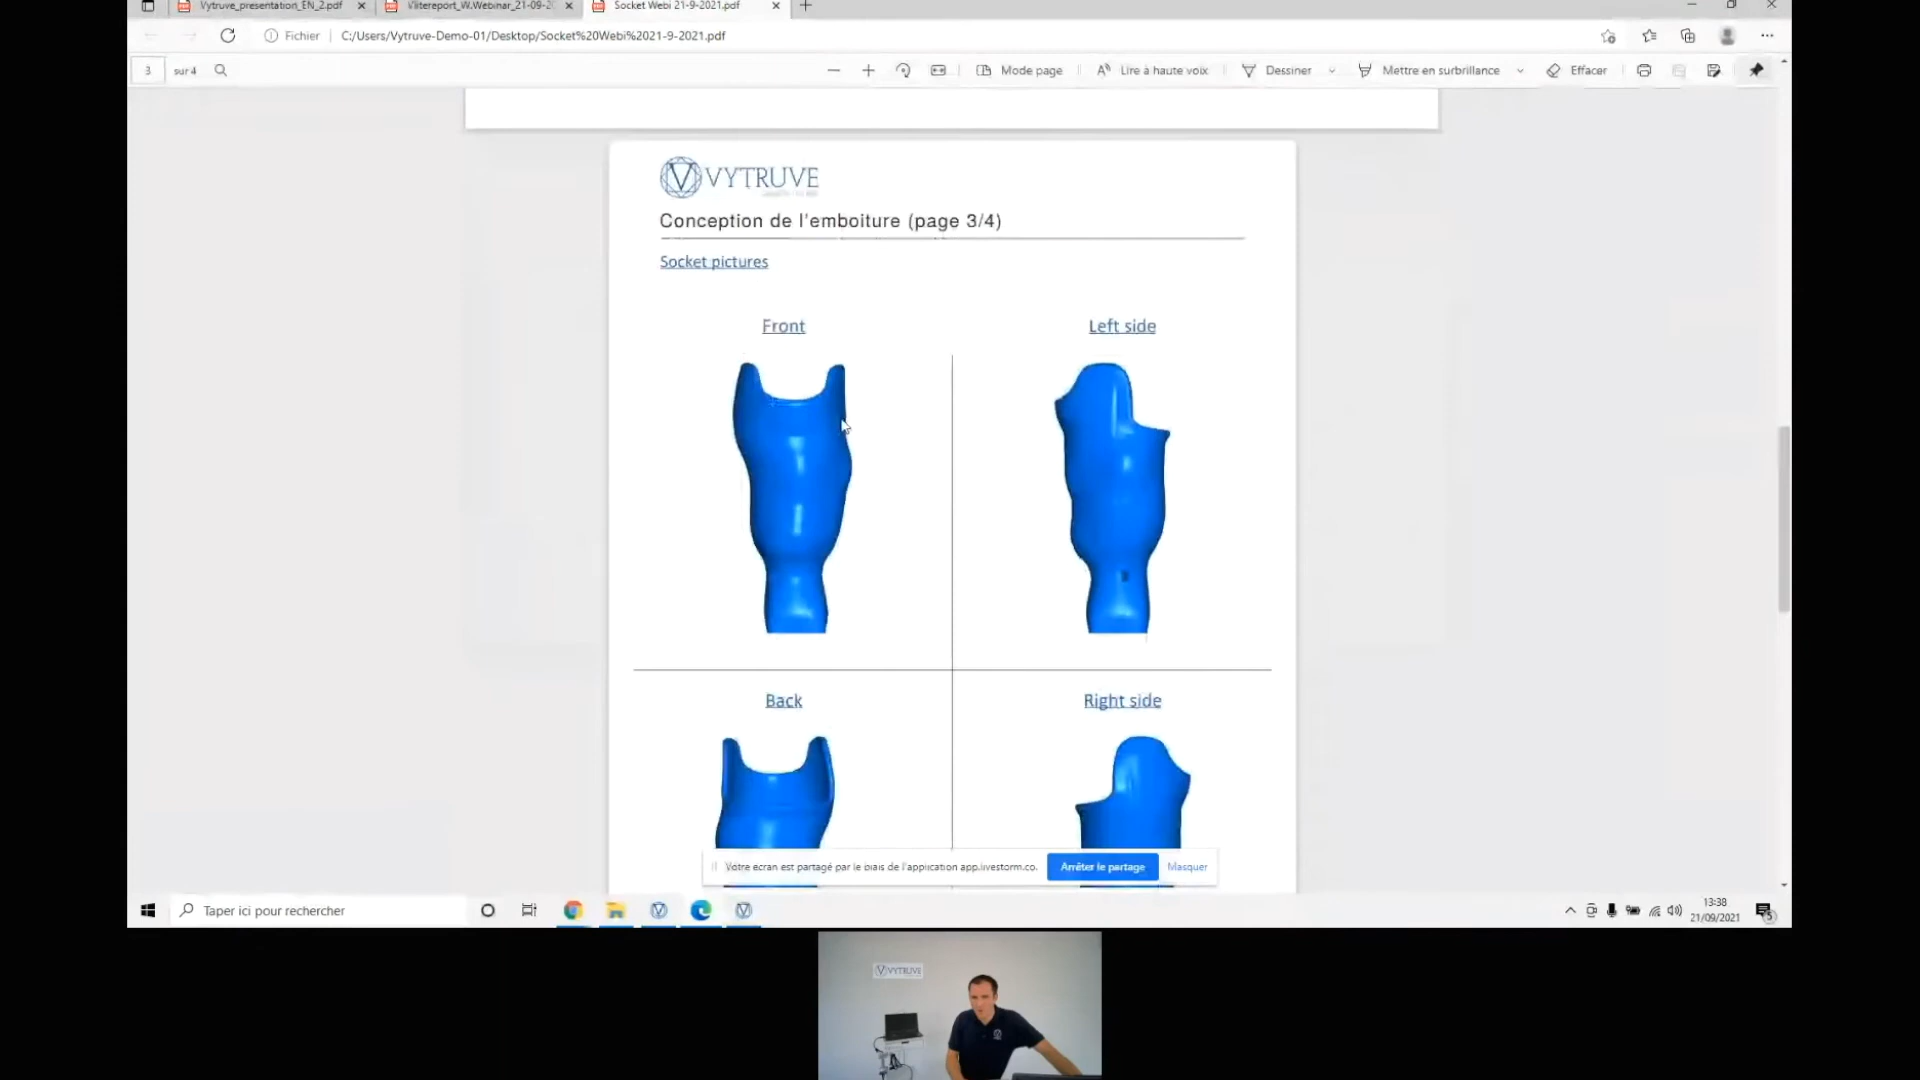 Vytruve_presentation_EN_2.pdf
Socket Webi 21-9-2021.pdf
Fichier
C:/Users/Vytruve-Demo-01/Desktop/Socket%20Webi%2021-9-2021.pdf
3 sur 4
Mode page
Lire à haute voix
Dessiner
Mettre en surbrillance
Effacer
VYTRUVE
Conception de l'emboiture (page 3/4)
Socket pictures
Front
Left side
Back
Right side
Votre écran est partagé par le biais de l'application app.livestorm.co.
Arrêter le partage
Masquer
Taper ici pour rechercher
13:38
21/09/2021
5
VYTRUVE